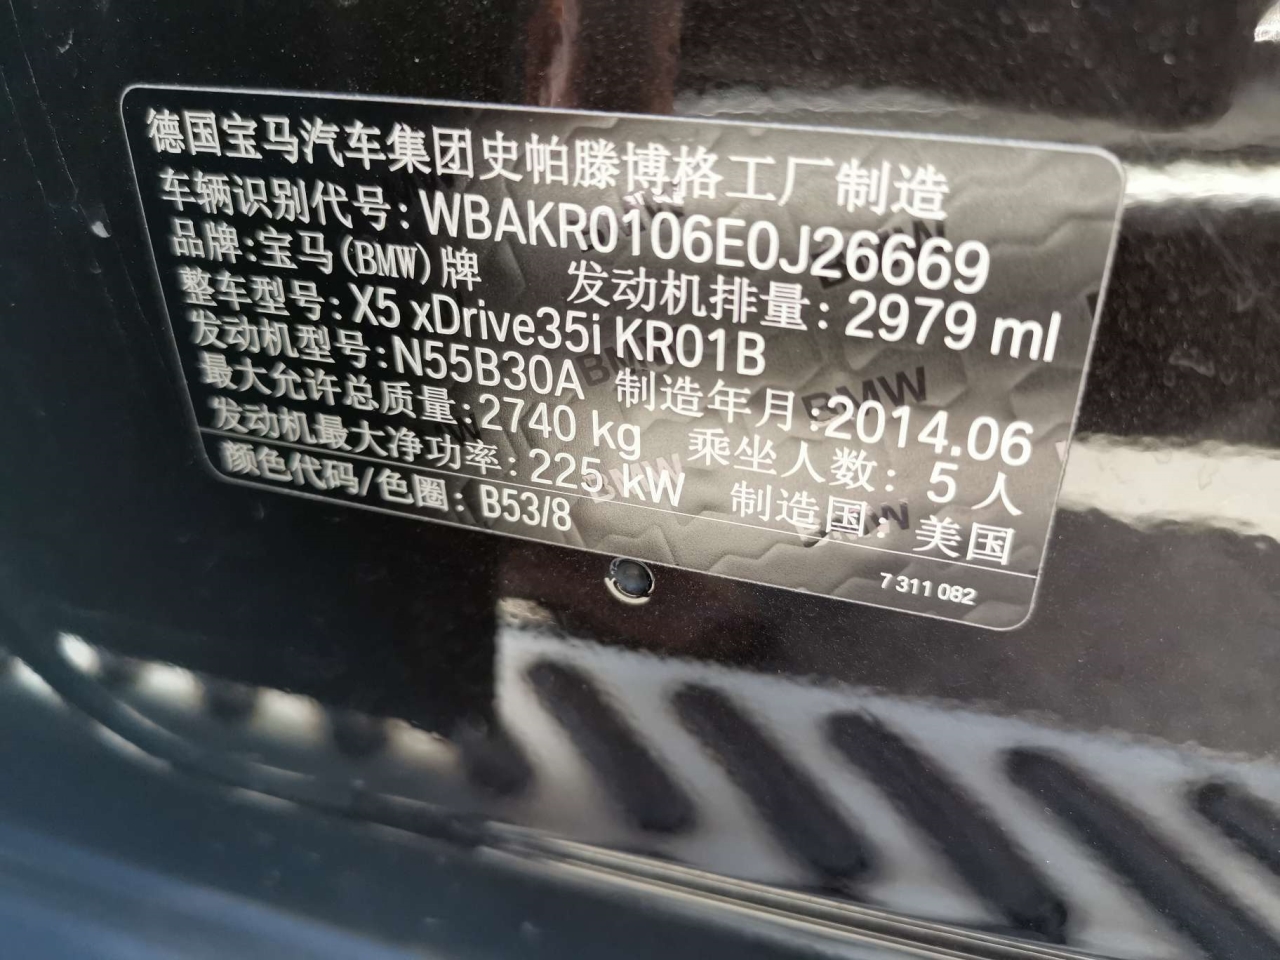 德国宝马汽车集团史帕滕博格工厂制造
车辆识别代号: WBAKR0106E0J26669
品牌:宝马(BMW)牌 发动机排量: 2979 ml
整车型号: X5 xDrive35i KR01B
发动机型号: N55B30A 制造年月:2014.06
最大允许总质量:2740 kg 乘坐人数: 5 人
发动机最大净功率: 225 kW 制造国: 美国
颜色代码/色圈: B53/8
7 311 082